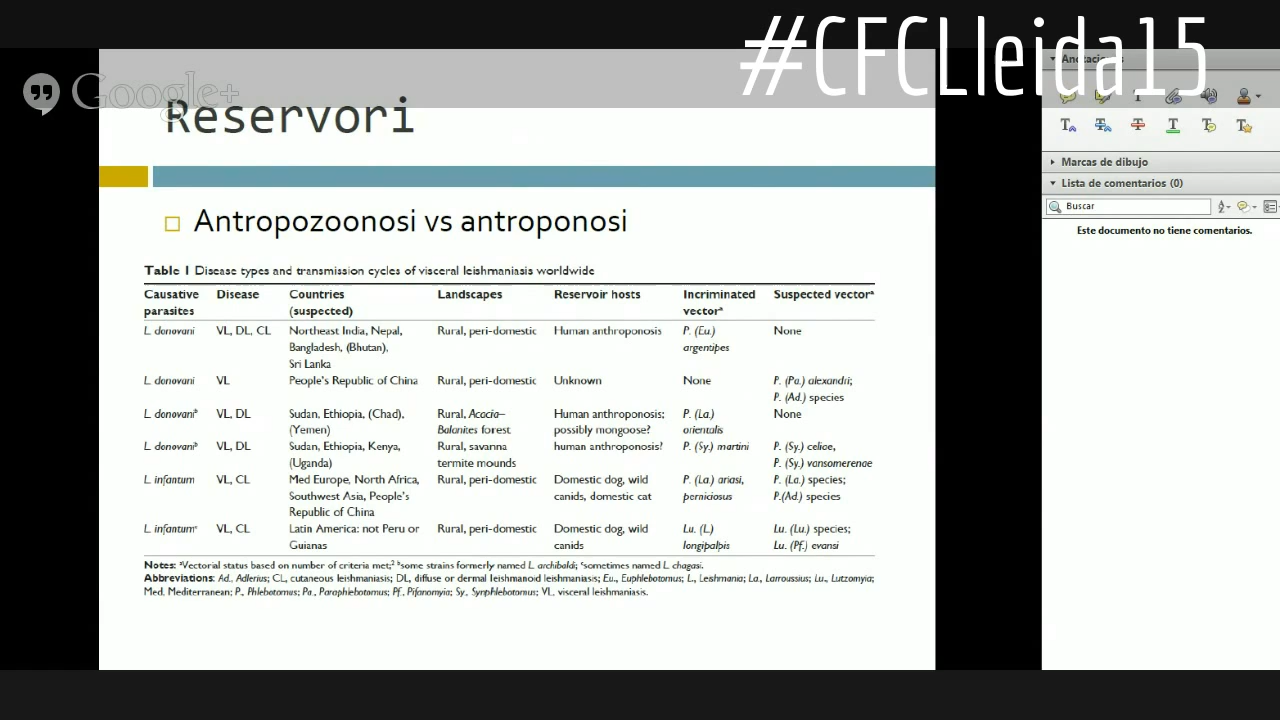 #CFCLleida15
Google+
Reservori
Antropozoonosi vs antroponosi
Table 1 Disease types and transmission cycles of visceral leishmaniasis worldwide
Causative parasites Disease Countries (suspected) Landscapes Reservoir hosts Incriminated vectorᵃ Suspected vectorᵃ
L. donovani VL, DL, CL Northeast India, Nepal, Bangladesh, (Bhutan), Sri Lanka Rural, peri-domestic Human anthroponosis P. (Eu.) argentipes None
L. donovani VL People's Republic of China Rural, peri-domestic Unknown None P. (Pa.) alexandri; P. (Ad.) species
L. donovaniᵇ VL, DL Sudan, Ethiopia, (Chad), (Yemen) Rural, Acacia–Balanites forest Human anthroponosis; possibly mongoose? P. (La.) orientalis None
L. donovaniᵇ VL, DL Sudan, Ethiopia, Kenya, (Uganda) Rural, savanna termite mounds human anthroponosis? P. (Sy.) martini P. (Sy.) celiae, P. (Sy.) vansomerenae
L. infantum VL, CL Med Europe, North Africa, Southwest Asia, People's Republic of China Rural, peri-domestic Domestic dog, wild canids, domestic cat P. (La.) ariasi, perniciosus P. (La.) species; P.(Ad.) species
L. infantumᶜ VL, CL Latin America: not Peru or Guianas Rural, peri-domestic Domestic dog, wild canids Lu. (L.) longipalpis Lu. (Lu.) species; Lu. (Pf.) evansi
Notes: ᵃVectorial status based on number of criteria met;² ᵇsome strains formerly named L. archibaldi; ᶜsometimes named L. chagasi.
Abbreviations: Ad., Adlerius; CL, cutaneous leishmaniasis; DL, diffuse or dermal leishmanoid leishmaniasis; Eu., Euphlebotomus; L., Leishmania; La., Larroussius; Lu., Lutzomyia;
Med, Mediterranean; P., Phlebotomus; Pa., Paraphlebotomus; Pf., Pifanomyia; Sy., Synphlebotomus; VL, visceral leishmaniasis.
Anotaciones
Marcas de dibujo
Lista de comentarios (0)
Buscar
Este documento no tiene comentarios.